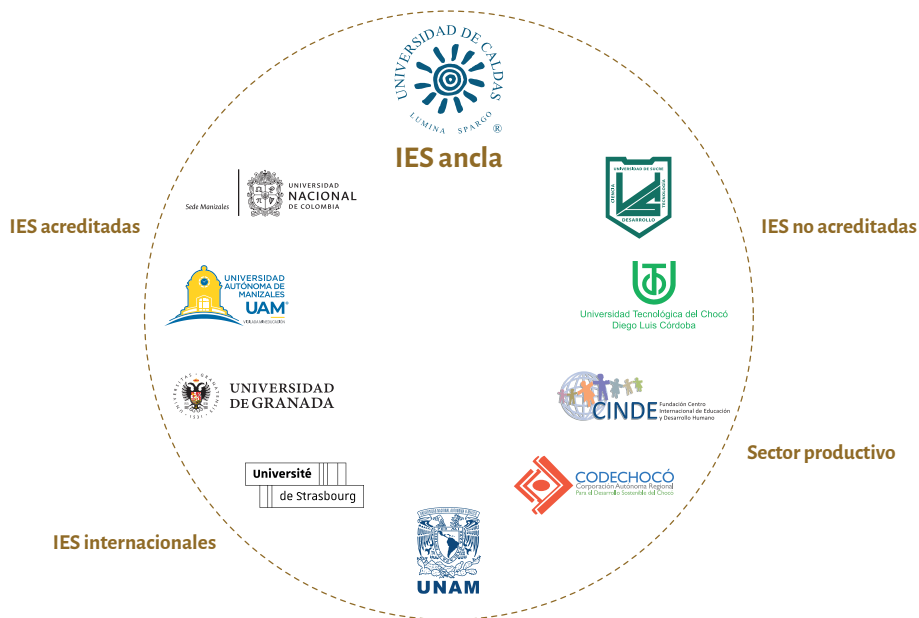 UNIVERSIDAD DE CALDAS
LUMINA SPARGO
®
IES ancla
Sede Manizales
UNIVERSIDAD
NACIONAL
DE COLOMBIA
UNIVERSIDAD DE SUCRE
CIENCIA
TECNOLOGIA
DESARROLLO
IES acreditadas
IES no acreditadas
UNIVERSIDAD
AUTÓNOMA DE
MANIZALES
UAM®
Universidad Tecnológica del Chocó
Diego Luis Córdoba
UNIVERSIDAD
DE GRANADA
1531
CINDE
Fundación Centro
Internacional de Educación
y Desarrollo Humano
Sector productivo
Université
de Strasbourg
CODECHOCÓ
Corporación Autónoma Regional
Para el Desarrollo Sostenible del Chocó
IES internacionales
UNAM